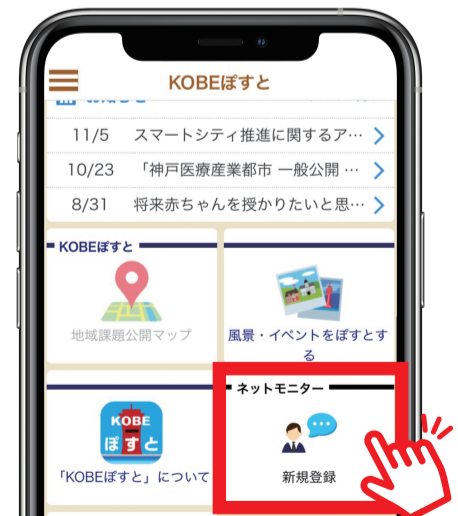 KOBEぽすと
11/5 スマートシティ推進に関するア…
10/23 「神戸医療産業都市 一般公開 …
8/31 将来赤ちゃんを授かりたいと思…
KOBEぽすと
地域課題公開マップ
風景・イベントをぽすとす
る
ネットモニター
KOBE
ぽすと
「KOBEぽすと」について
新規登録